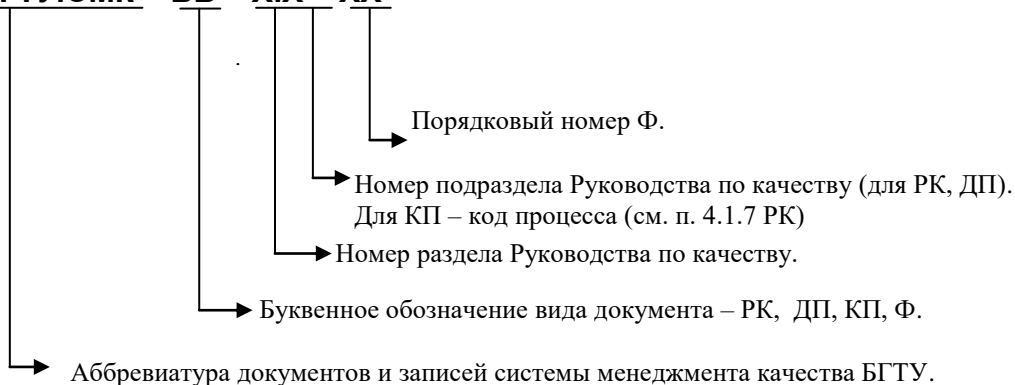 Порядковый номер Ф.
Номер подраздела Руководства по качеству (для РК, ДП).
Для КП – код процесса (см. п. 4.1.7 РК)
Номер раздела Руководства по качеству.
Буквенное обозначение вида документа – РК, ДП, КП, Ф.
Аббревиатура документов и записей системы менеджмента качества БГТУ.